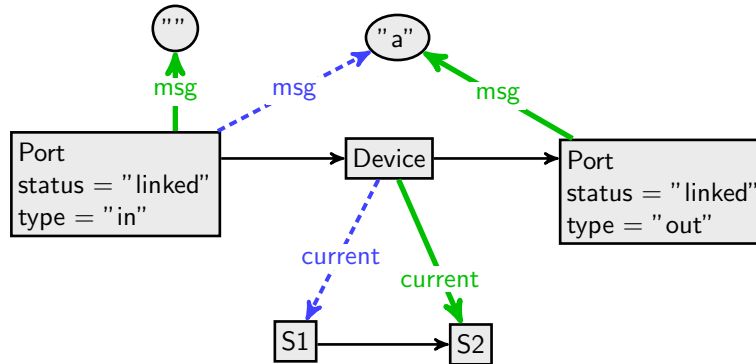 ""
"a"
msg
msg
msg
Port
status = "linked"
type = "in"
Device
Port
status = "linked"
type = "out"
current
current
S1
S2